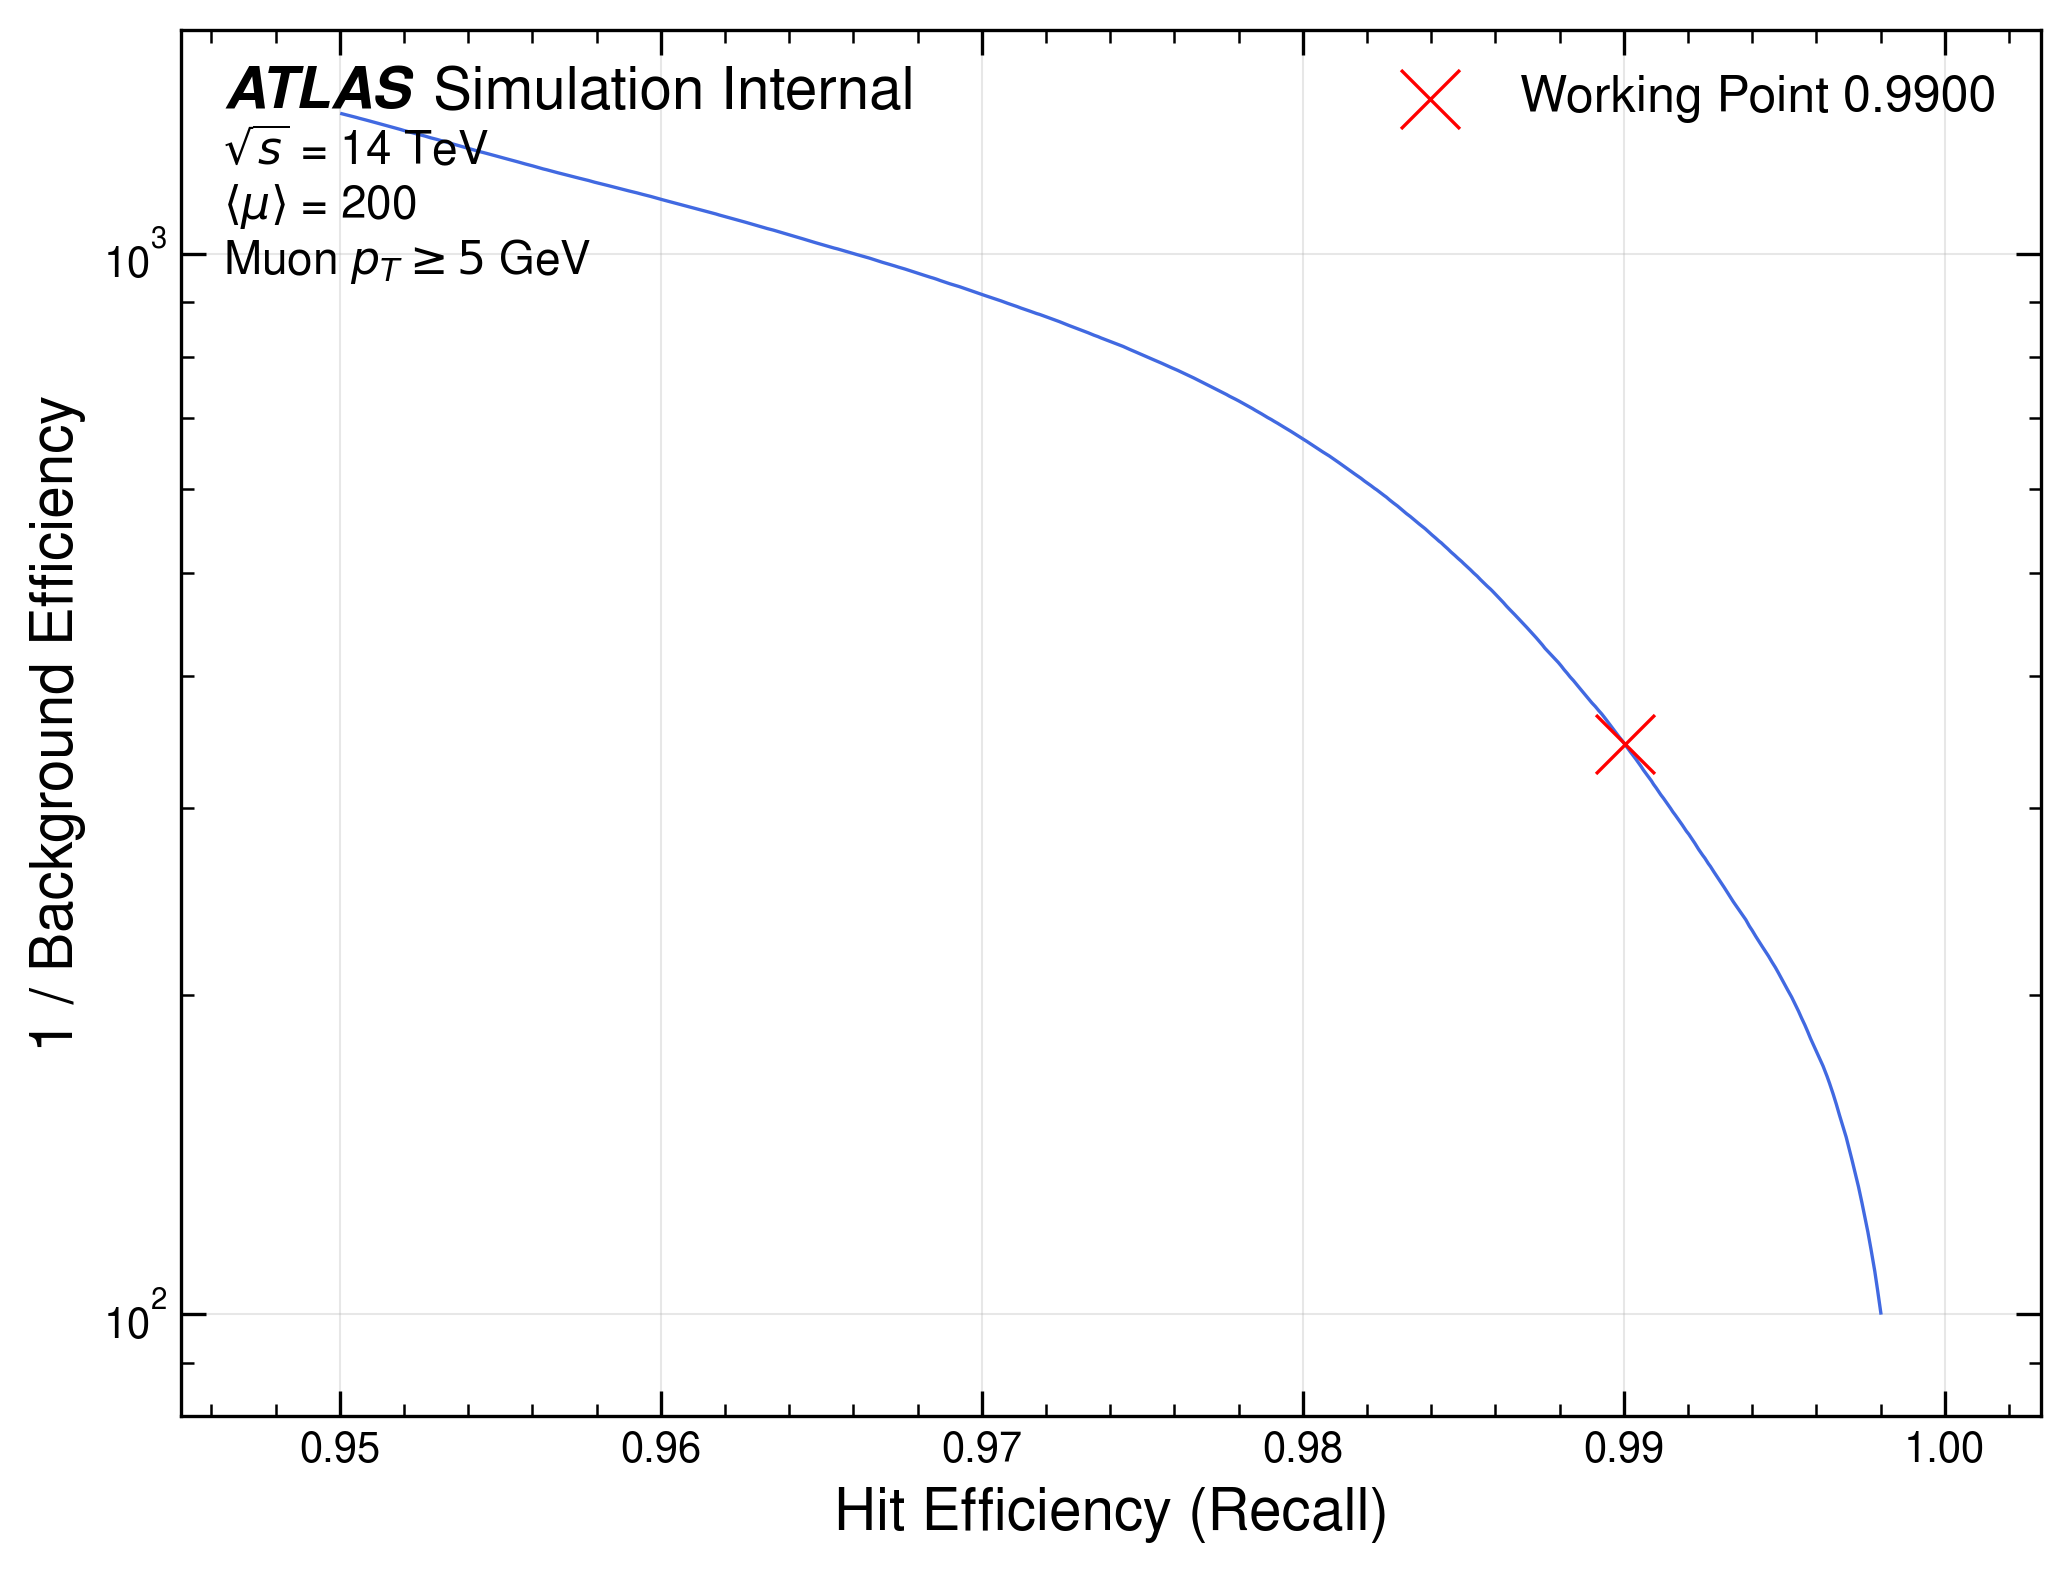 ATLAS Simulation Internal
√s = 14 TeV
⟨μ⟩ = 200
Muon p_T ≥ 5 GeV
Working Point 0.9900
1 / Background Efficiency
10^3
10^2
0.95 0.96 0.97 0.98 0.99 1.00
Hit Efficiency (Recall)